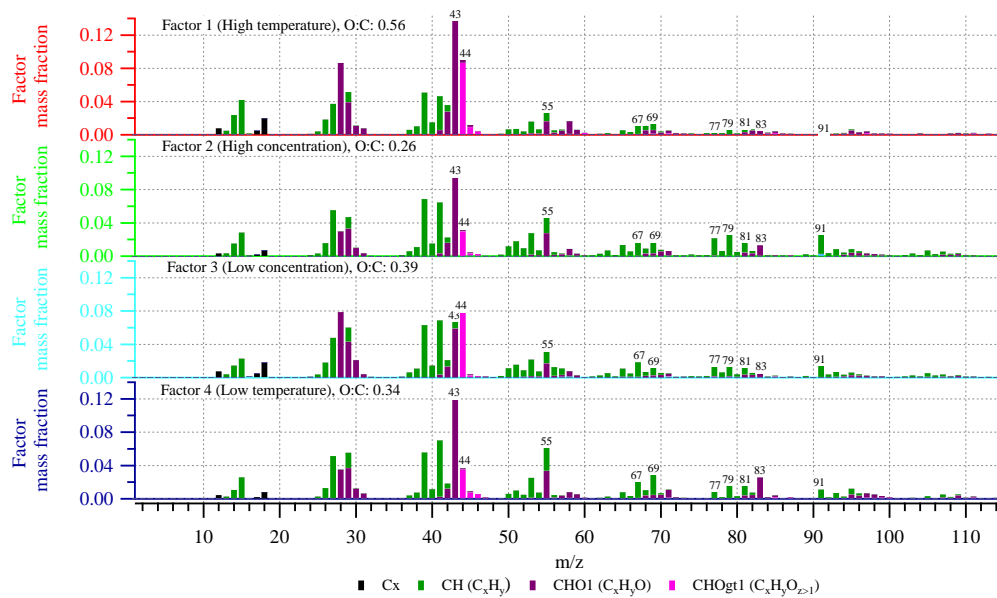 Factor 1 (High temperature), O:C: 0.56
Factor
mass fraction
0.12
0.08
0.04
0.00
43
44
55
67 69
77 79 81 83
91
Factor 2 (High concentration), O:C: 0.26
Factor
mass fraction
0.12
0.08
0.04
0.00
43
44
55
67 69
77 79 81 83
91
Factor 3 (Low concentration), O:C: 0.39
Factor
mass fraction
0.12
0.08
0.04
0.00
43
44
55
67 69
77 79 81 83
91
Factor 4 (Low temperature), O:C: 0.34
Factor
mass fraction
0.12
0.08
0.04
0.00
43
44
55
67 69
77 79 81 83
91
10 20 30 40 50 60 70 80 90 100 110
m/z
Cx CH (CxHy) CHO1 (CxHyO) CHOgt1 (CxHyOz>1)